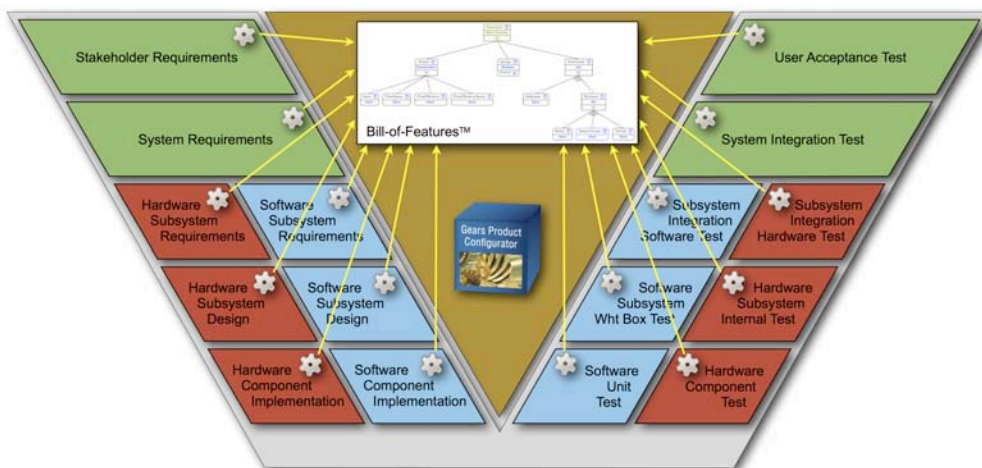 Stakeholder Requirements
User Acceptance Test
Bill-of-Features™
System Requirements
System Integration Test
Hardware
Subsystem
Requirements
Software
Subsystem
Requirements
Gears Product
Configurator
Subsystem
Integration
Software Test
Subsystem
Integration
Hardware Test
Hardware
Subsystem
Design
Software
Subsystem
Design
Software
Subsystem
Wht Box Test
Hardware
Subsystem
Internal Test
Hardware
Component
Implementation
Software
Component
Implementation
Software
Unit
Test
Hardware
Component
Test